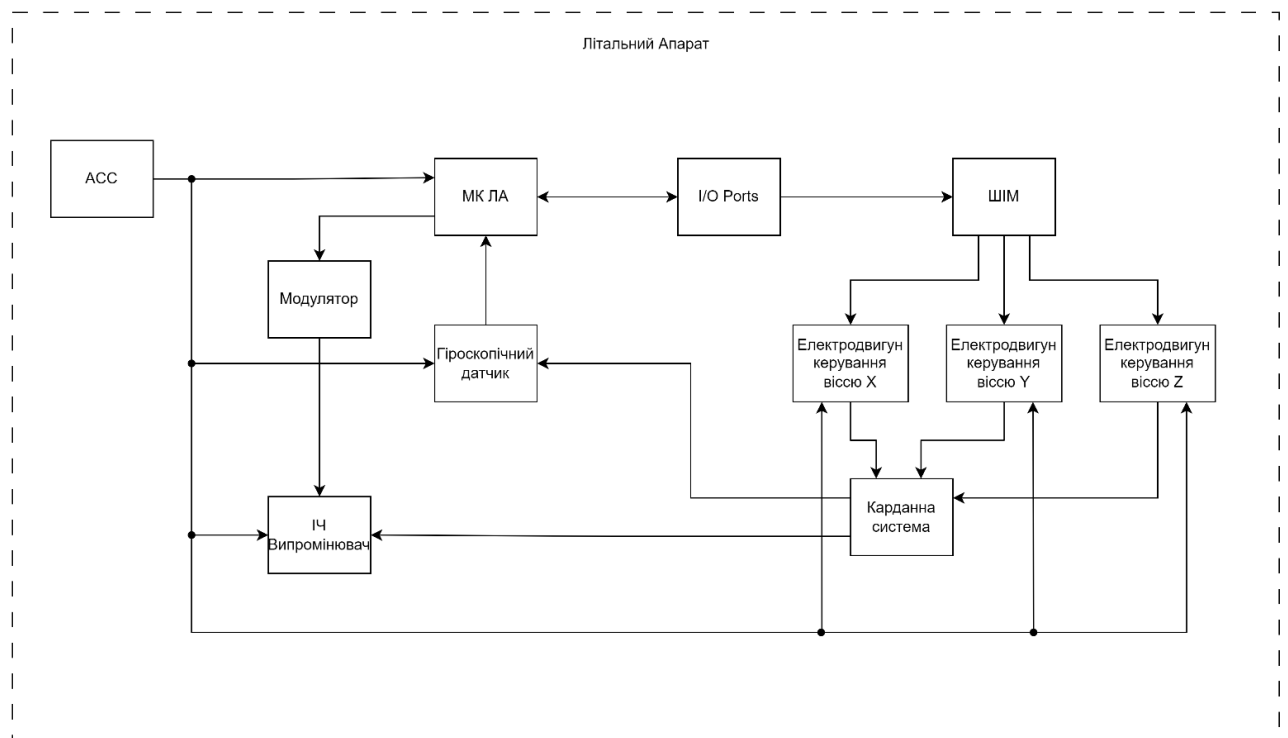 Літальний Апарат
АСС
МК ЛА
I/O Ports
ШІМ
Модулятор
Гіроскопічний
датчик
Електродвигун
керування
віссю X
Електродвигун
керування
віссю Y
Електродвигун
керування
віссю Z
ІЧ
Випромінювач
Карданна
система